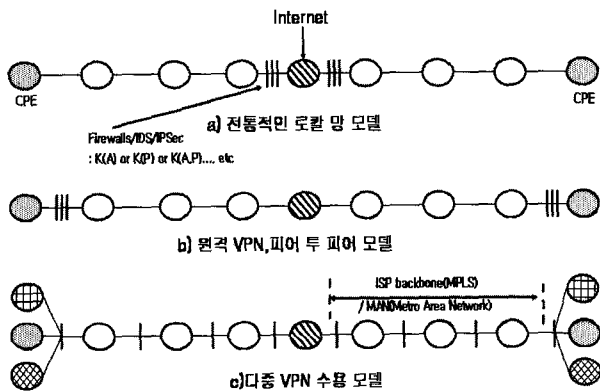 Internet
CPE
CPE
Firewalls/IDS/IPSec
: K(A) or K(P) or K(A,P)..., etc
a) 전통적인 로칼 망 모델
b) 원격 VPN,피어 투 피어 모델
ISP backbone(MPLS)
/ MAN(Metro Area Network)
c)다중 VPN 수용 모델